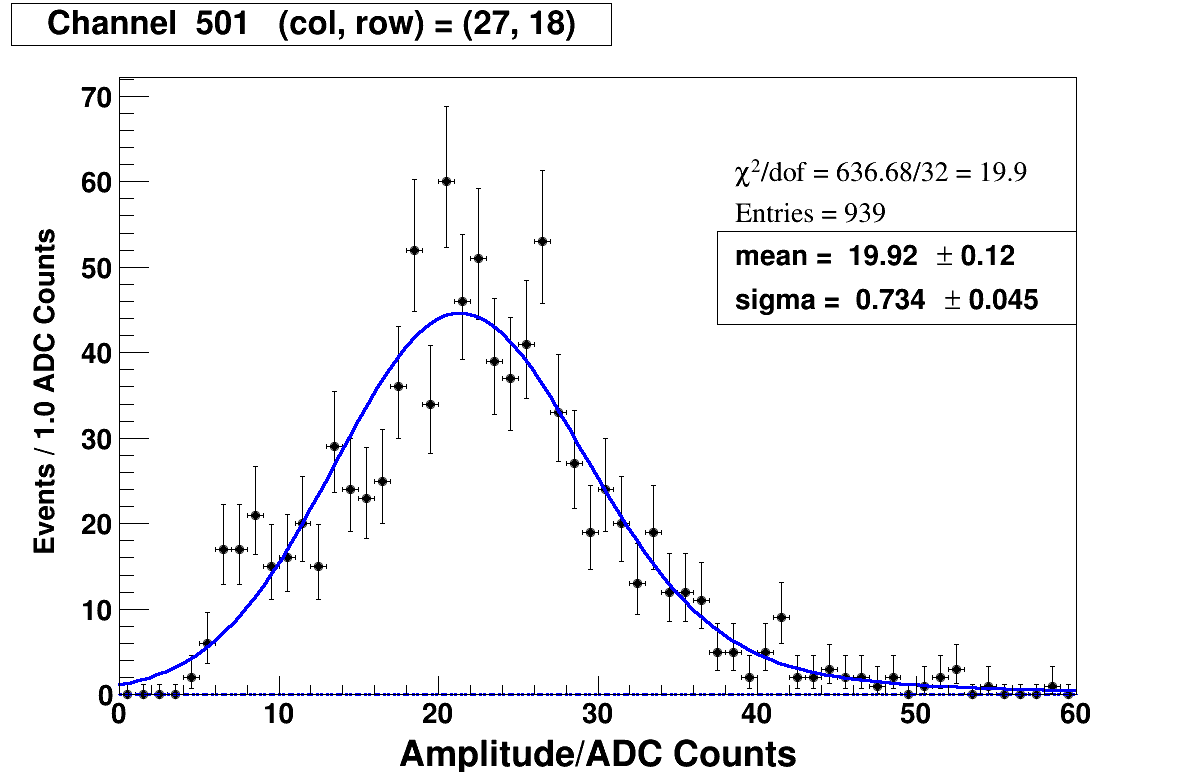 Channel 501 (col, row) = (27, 18)
χ²/dof = 636.68/32 = 19.9
Entries = 939
mean = 19.92 ± 0.12
sigma = 0.734 ± 0.045
Events / 1.0 ADC Counts
70
60
50
40
30
20
10
0
0 10 20 30 40 50 60
Amplitude/ADC Counts